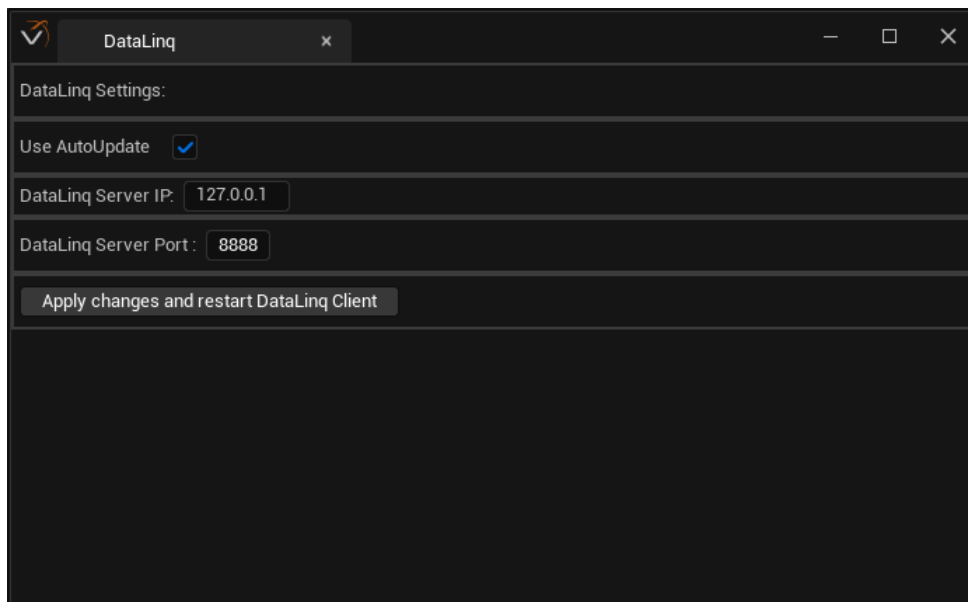 DataLinq
DataLinq Settings:
Use AutoUpdate
DataLinq Server IP: 127.0.0.1
DataLinq Server Port : 8888
Apply changes and restart DataLinq Client